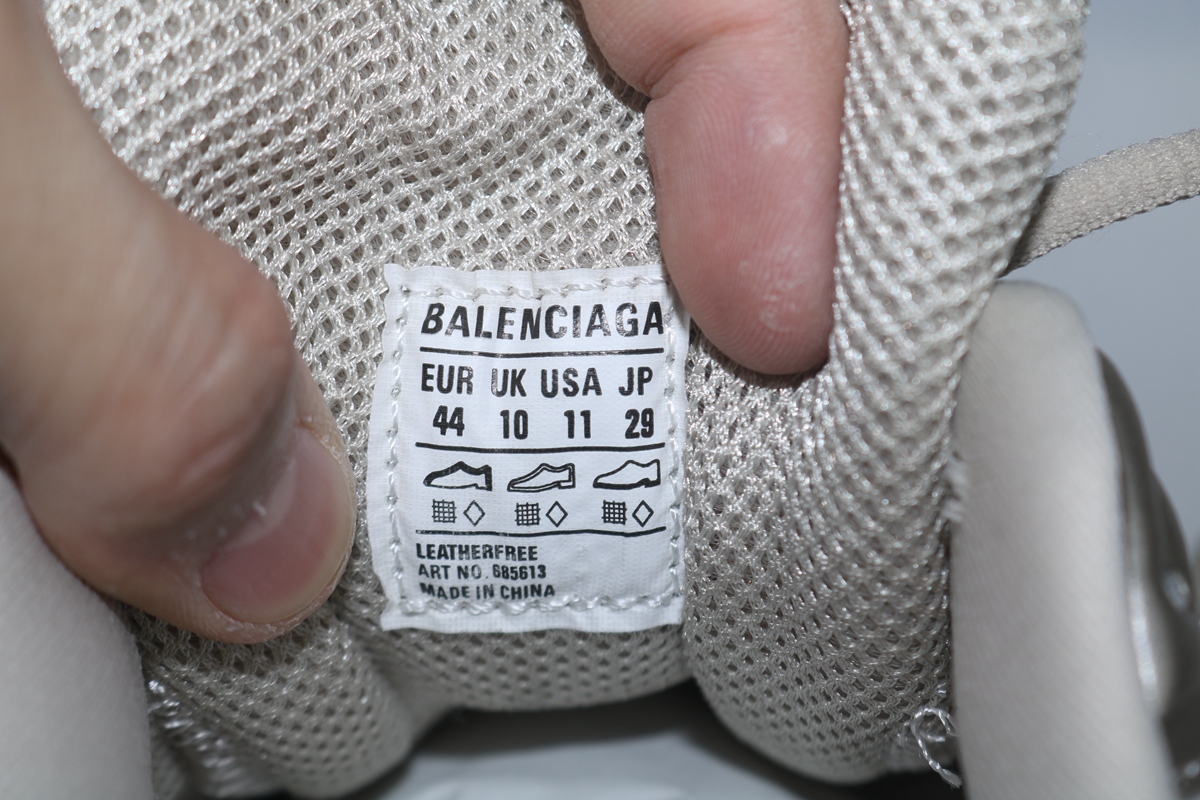 BALENCIAGA
EUR UK USA JP
44 10 11 29
LEATHERFREE
ART NO. 685613
MADE IN CHINA